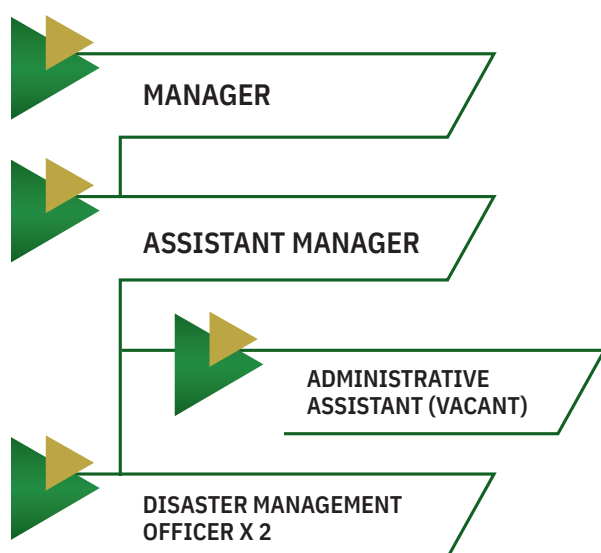 MANAGER
ASSISTANT MANAGER
ADMINISTRATIVE
ASSISTANT (VACANT)
DISASTER MANAGEMENT
OFFICER X 2